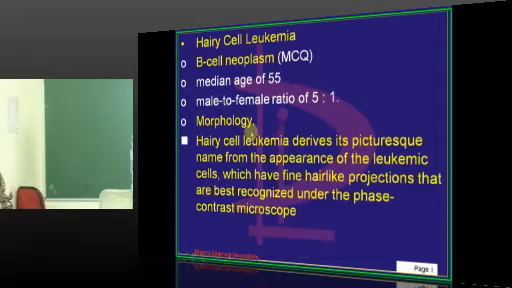 • Hairy Cell Leukemia
o B-cell neoplasm (MCQ)
o median age of 55
o male-to-female ratio of 5 : 1.
o Morphology.
■ Hairy cell leukemia derives its picturesque
name from the appearance of the leukemic
cells, which have fine hairlike projections that
are best recognized under the phase-
contrast microscope
Page